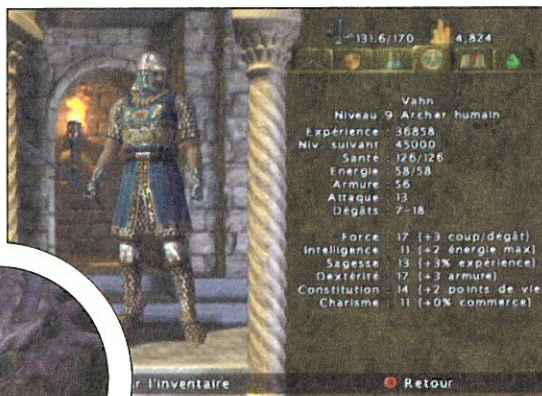 131.6/170 4,824
Vahn
Niveau 9 Archer humain
Expérience : 36858
Niv. suivant : 45000
Santé : 126/126
Energie : 58/58
Armure : 56
Attaque : 13
Dégâts : 7-18
Force : 17 (+3 coup/dégât)
Intelligence : 11 (+2 énergie max)
Sagesse : 13 (+3% expérience)
Dextérité : 17 (+3 armure)
Constitution : 14 (+2 points de vie
Charisme : 11 (+0% commerce)
r l'inventaire Retour